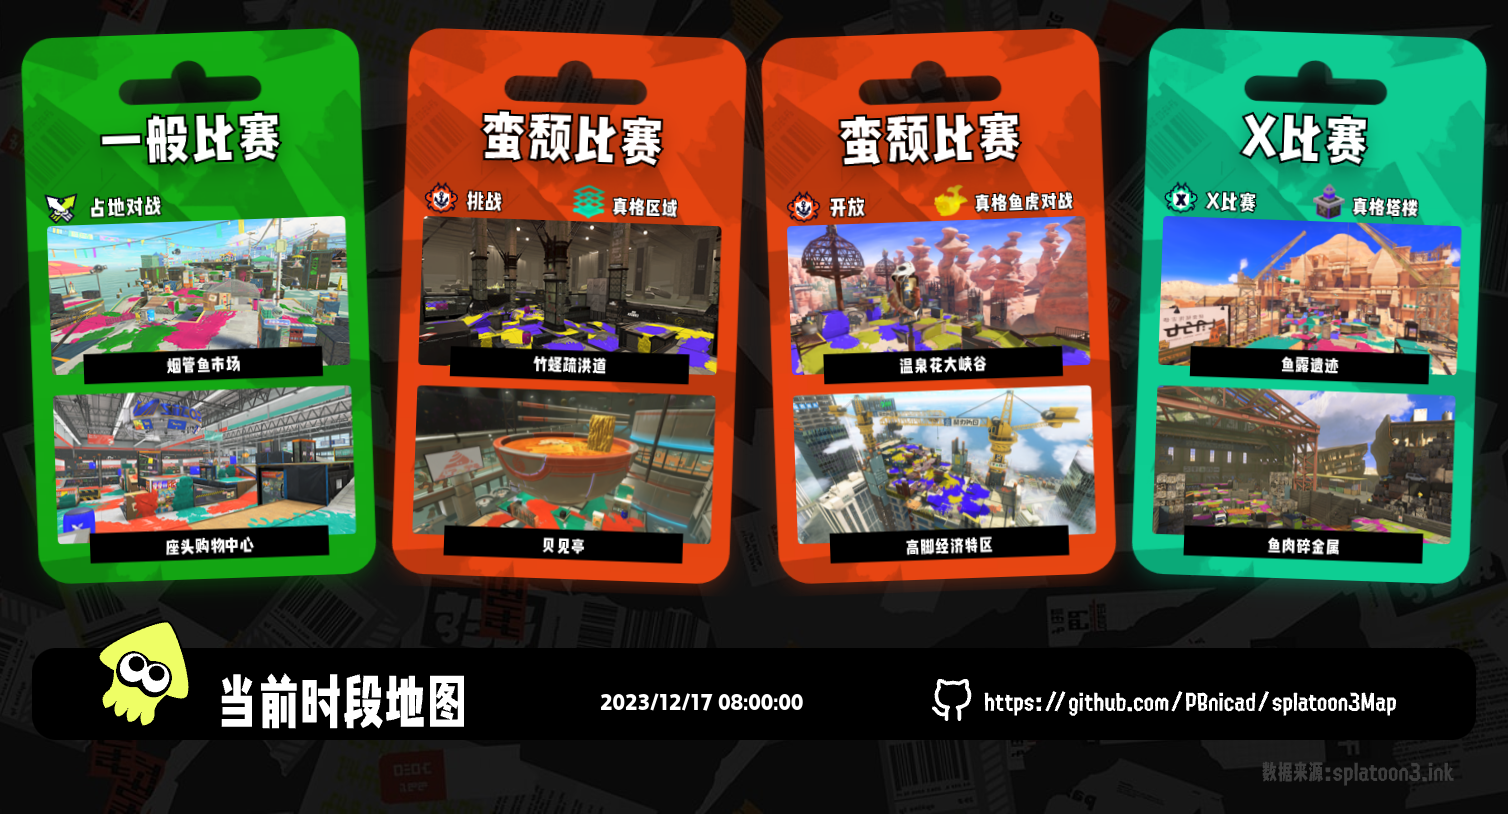 一般比赛
占地对战
烟管鱼市场
座头购物中心
蛮颓比赛
挑战
真格区域
竹蛏疏洪道
贝见亭
蛮颓比赛
开放
真格鱼虎对战
温泉花大峡谷
高脚经济特区
X比赛
X比赛
真格塔楼
鱼露遗迹
鱼肉碎金属
当前时段地图
2023/12/17 08:00:00
https://github.com/PBnicad/splatoon3Map
数据来源:splatoon3.ink